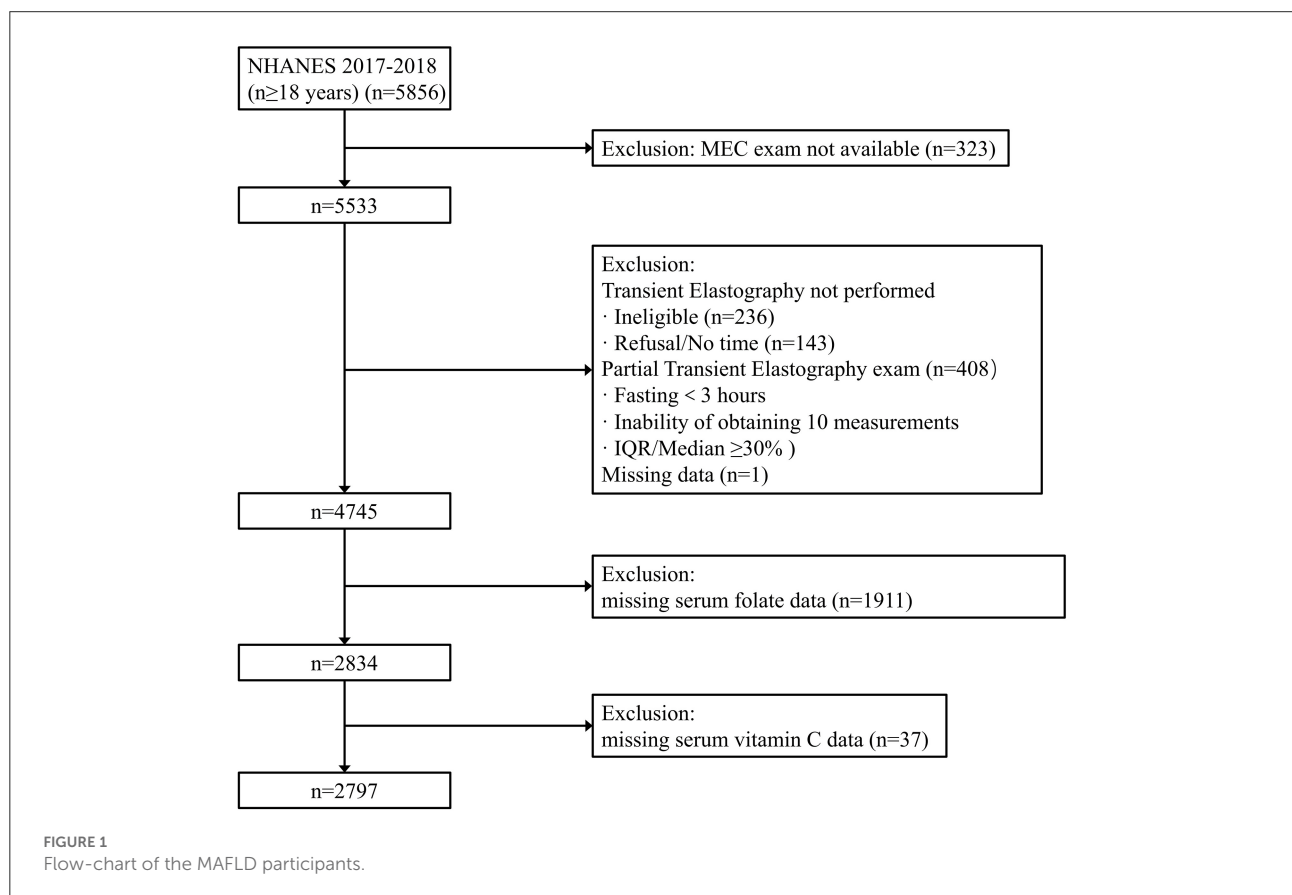 NHANES 2017-2018
(n≥18 years) (n=5856)
Exclusion: MEC exam not available (n=323)
n=5533
Exclusion:
Transient Elastography not performed
· Ineligible (n=236)
· Refusal/No time (n=143)
Partial Transient Elastography exam (n=408)
· Fasting < 3 hours
· Inability of obtaining 10 measurements
· IQR/Median ≥30% )
Missing data (n=1)
n=4745
Exclusion:
missing serum folate data (n=1911)
n=2834
Exclusion:
missing serum vitamin C data (n=37)
n=2797
FIGURE 1
Flow-chart of the MAFLD participants.